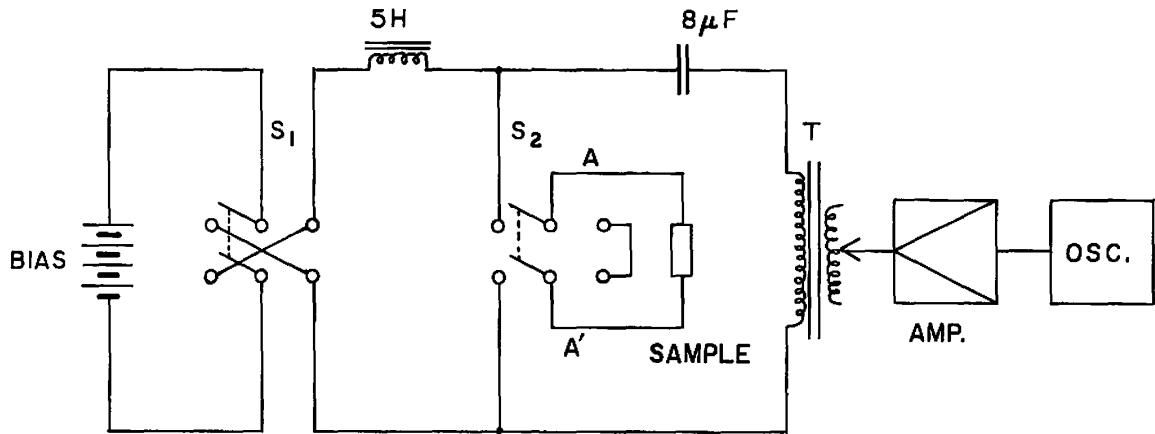 5H
8μF
S1
S2
T
A
BIAS
OSC.
A′
SAMPLE
AMP.